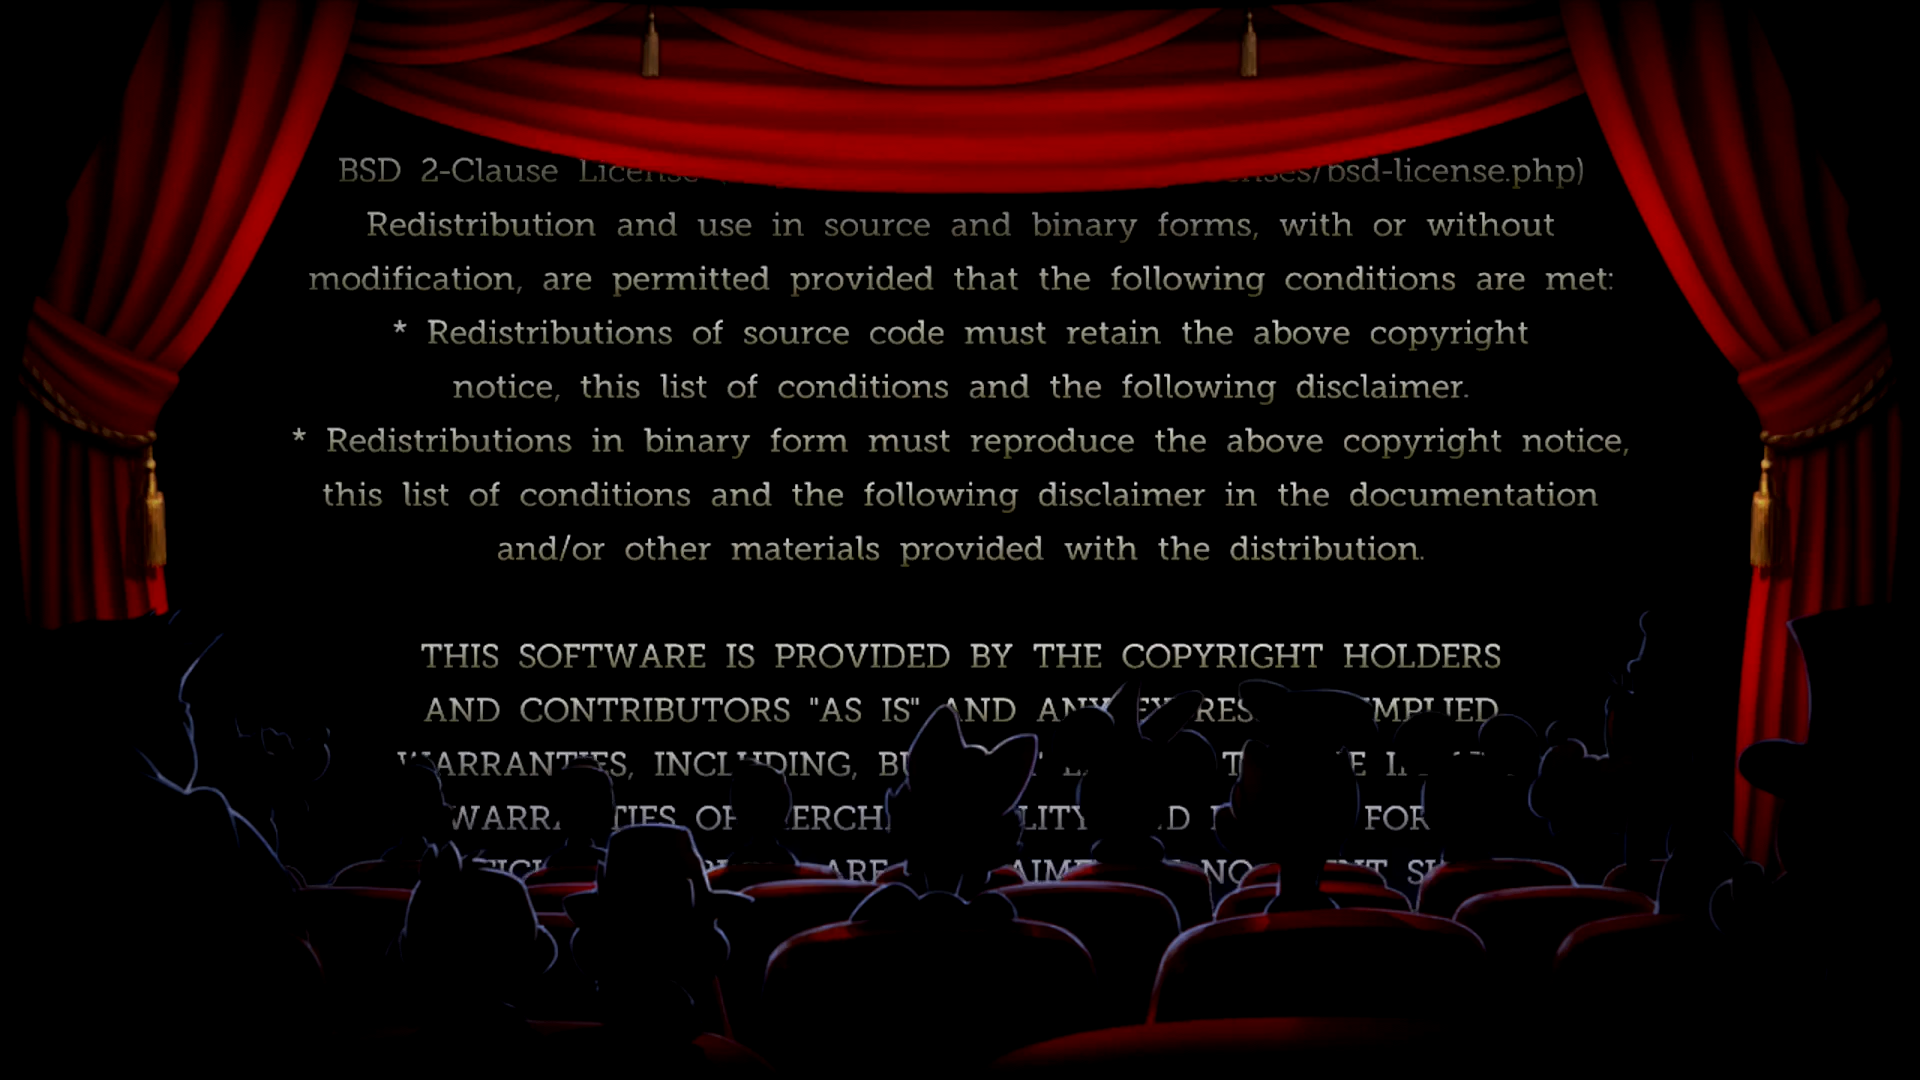 BSD 2-Clause License bsd-license.php)
Redistribution and use in source and binary forms, with or without
modification, are permitted provided that the following conditions are met:
* Redistributions of source code must retain the above copyright
notice, this list of conditions and the following disclaimer.
* Redistributions in binary form must reproduce the above copyright notice,
this list of conditions and the following disclaimer in the documentation
and/or other materials provided with the distribution.
THIS SOFTWARE IS PROVIDED BY THE COPYRIGHT HOLDERS
AND CONTRIBUTORS "AS IS" AND ANY
WARRANTIES, INCLUDING,